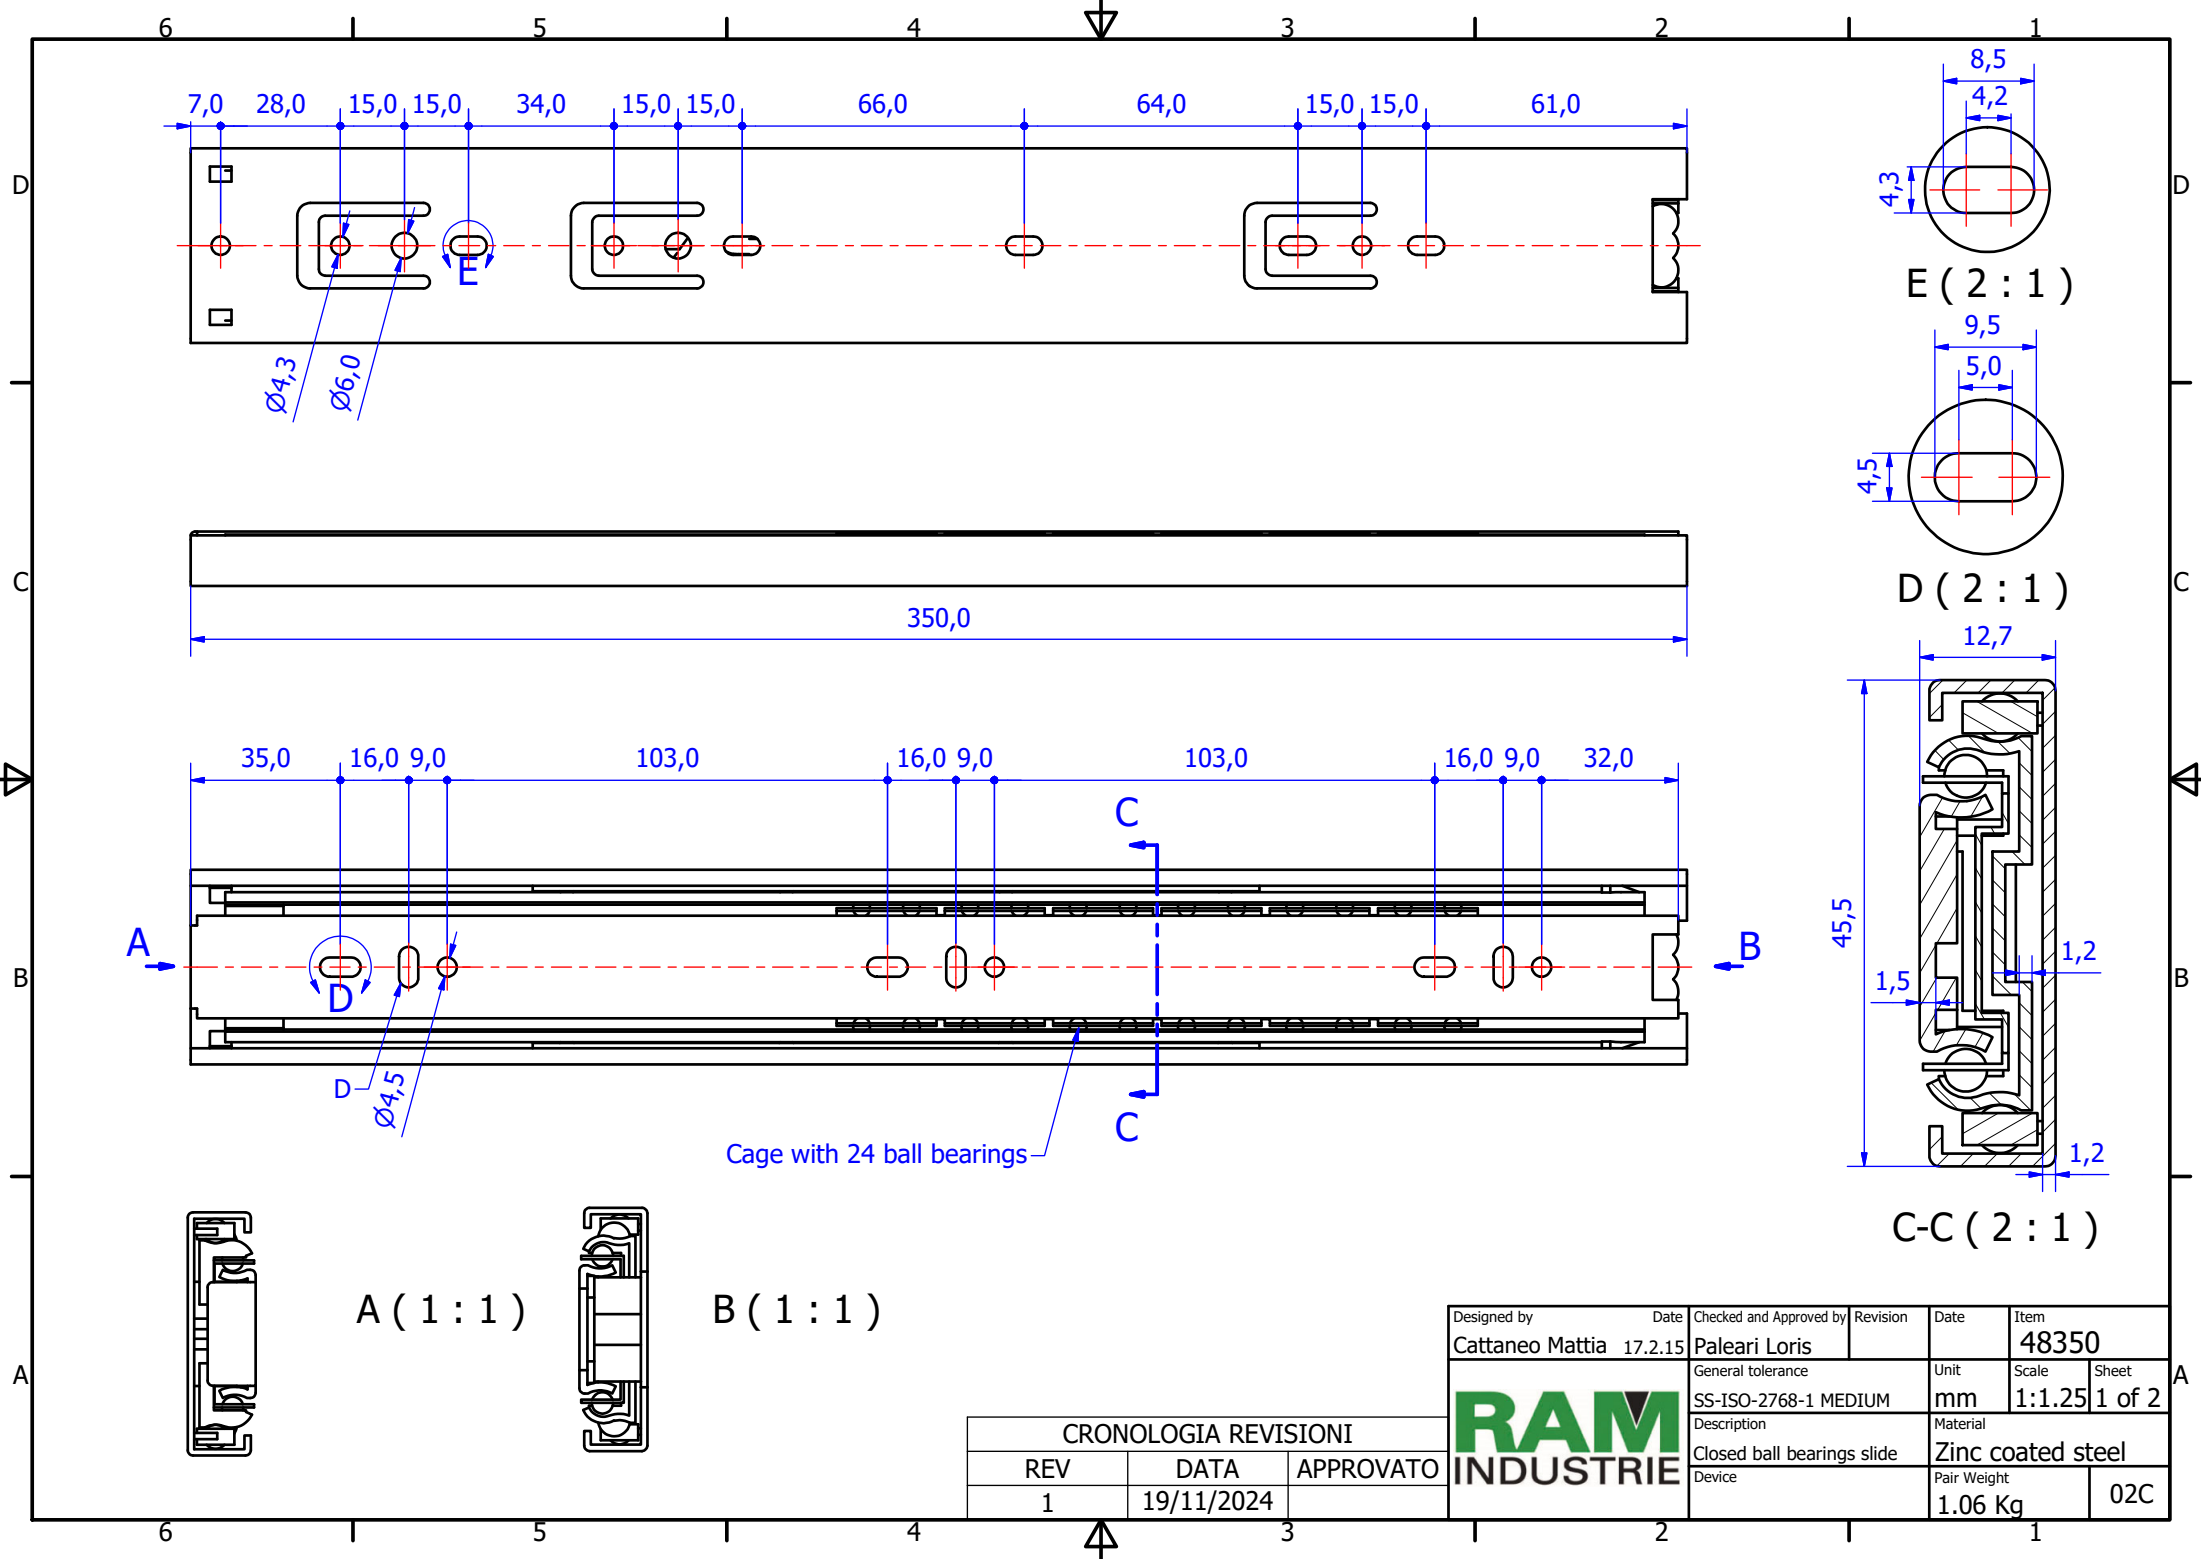 6 5 4 3 2 1
7,0 28,0 15,0 15,0 34,0 15,0 15,0 66,0 64,0 15,0 15,0 61,0
8,5
4,2
4,3
D D
E
Ø4,3 Ø6,0
E ( 2 : 1 )
9,5
5,0
4,5
C C
D ( 2 : 1 )
350,0
12,7
35,0 16,0 9,0 103,0 16,0 9,0 103,0 16,0 9,0 32,0
C
45,5
A B
D
1,2
1,5
B B
D
Ø4,5
C
Cage with 24 ball bearings
1,2
C-C ( 2 : 1 )
A ( 1 : 1 ) B ( 1 : 1 )
A A
Designed by Date Checked and Approved by Revision Date Item
Cattaneo Mattia 17.2.15 Paleari Loris 48350
General tolerance Unit Scale Sheet
SS-ISO-2768-1 MEDIUM mm 1:1.25 1 of 2
RAM
INDUSTRIE
Description Material
Closed ball bearings slide Zinc coated steel
Device Pair Weight
1.06 Kg 02C
CRONOLOGIA REVISIONI
REV DATA APPROVATO
1 19/11/2024
6 5 4 3 2 1